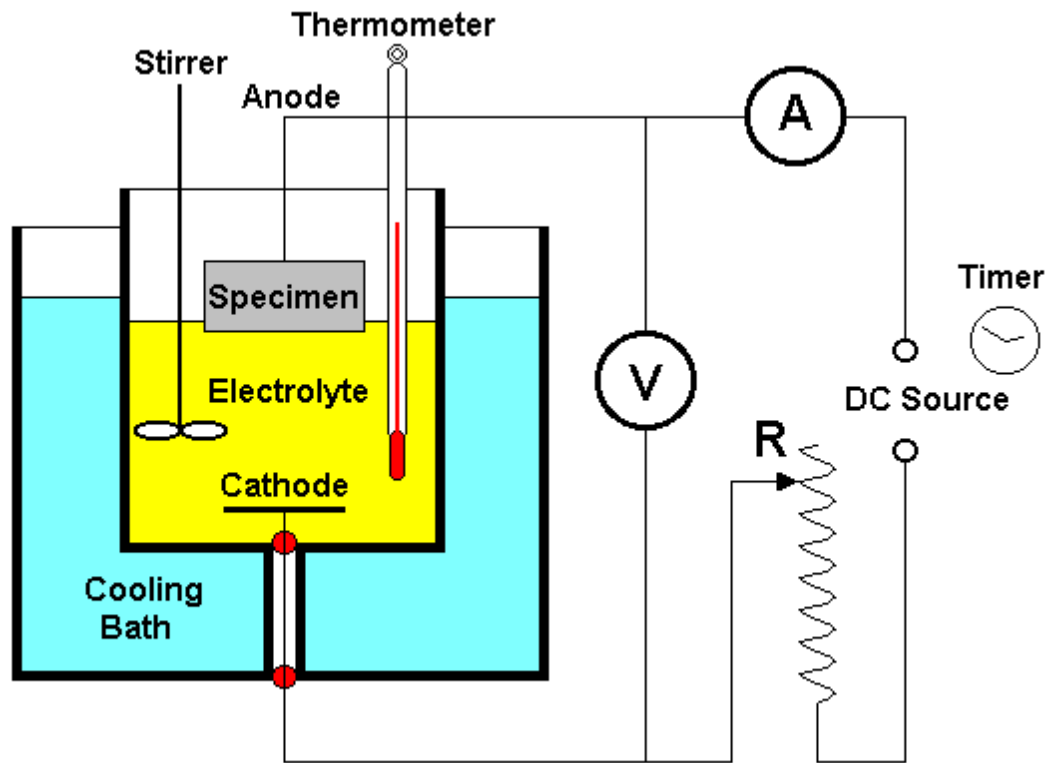 Thermometer
Stirrer
Anode
A
Specimen
Timer
Electrolyte
V
DC Source
R
Cathode
Cooling
Bath